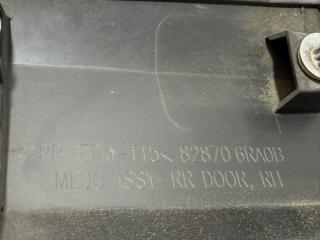 >PP+EPM-T15< 82870 6RA0B
MLDG ASSY-RR DOOR, RH